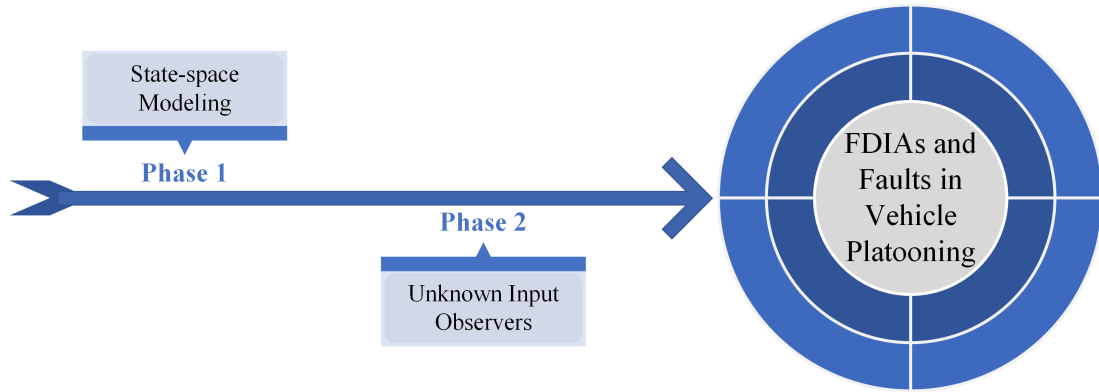 State-space
Modeling
Phase 1
Phase 2
Unknown Input
Observers
FDIAs and
Faults in
Vehicle
Platooning